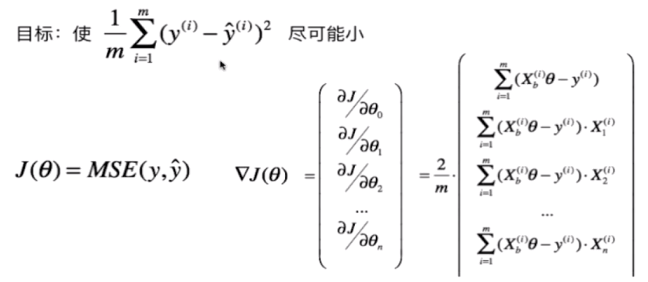 目标：使 $\frac{1}{m}\sum_{i=1}^{m}(y^{(i)}-\hat{y}^{(i)})^2$ 尽可能小
$J(\theta) = MSE(y,\hat{y})$ $\nabla J(\theta) = \begin{pmatrix} \partial J/\partial\theta_0 \\ \partial J/\partial\theta_1 \\ \partial J/\partial\theta_2 \\ ... \\ \partial J/\partial\theta_n \end{pmatrix} = \frac{2}{m}\cdot\begin{pmatrix} \sum_{i=1}^{m}(X_b^{(i)}\theta - y^{(i)}) \\ \sum_{i=1}^{m}(X_b^{(i)}\theta - y^{(i)})\cdot X_1^{(i)} \\ \sum_{i=1}^{m}(X_b^{(i)}\theta - y^{(i)})\cdot X_2^{(i)} \\ ... \\ \sum_{i=1}^{m}(X_b^{(i)}\theta - y^{(i)})\cdot X_n^{(i)} \end{pmatrix}$